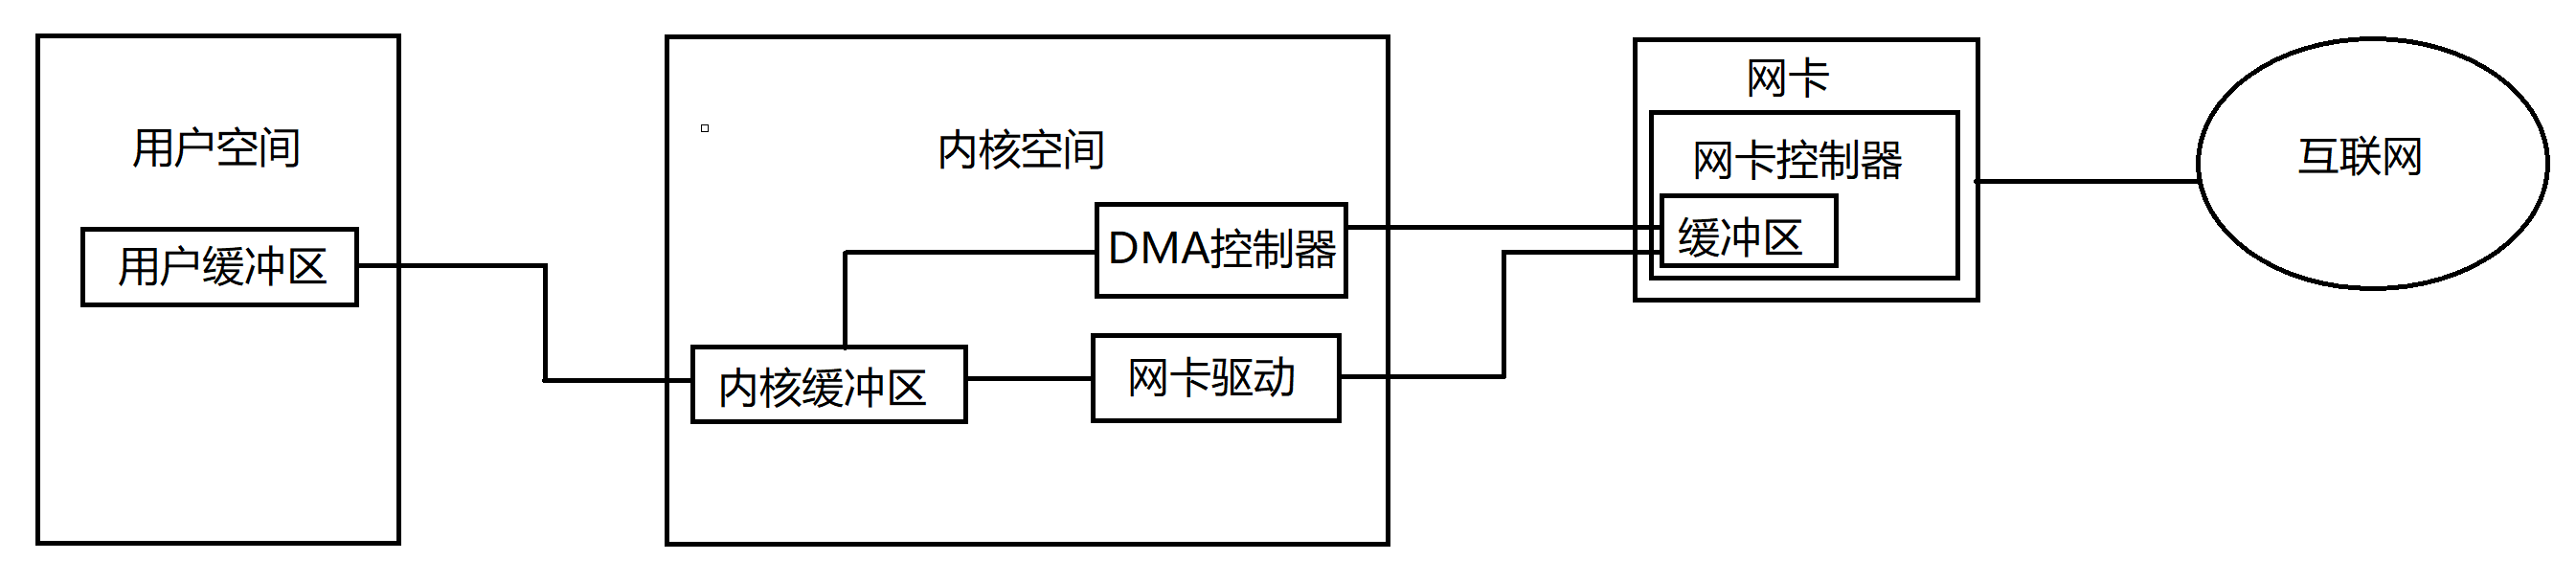 用户空间
用户缓冲区
内核空间
DMA控制器
内核缓冲区
网卡驱动
网卡
网卡控制器
缓冲区
互联网